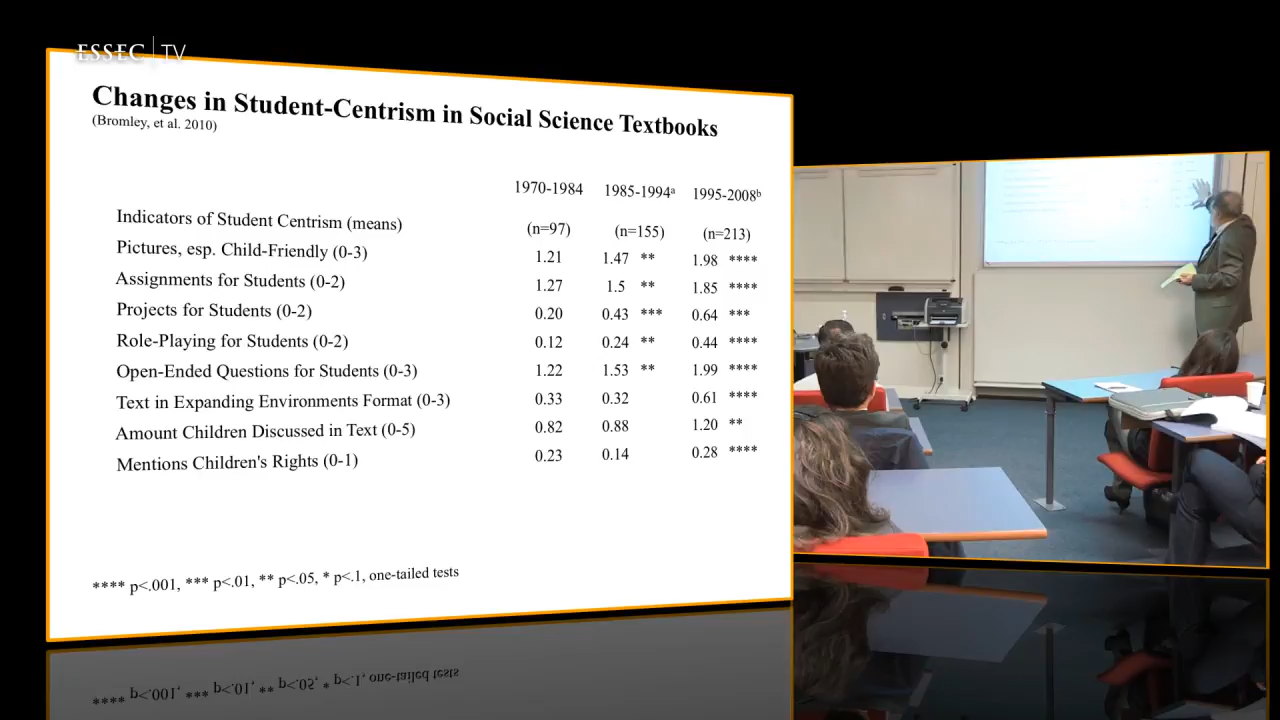 ESSEC | TV
Changes in Student-Centrism in Social Science Textbooks
(Bromley, et al. 2010)
1970-1984 1985-1994ᵃ 1995-2008ᵇ
Indicators of Student Centrism (means) (n=97) (n=155) (n=213)
Pictures, esp. Child-Friendly (0-3) 1.21 1.47 ** 1.98 ****
Assignments for Students (0-2) 1.27 1.5 ** 1.85 ****
Projects for Students (0-2) 0.20 0.43 *** 0.64 ***
Role-Playing for Students (0-2) 0.12 0.24 ** 0.44 ****
Open-Ended Questions for Students (0-3) 1.22 1.53 ** 1.99 ****
Text in Expanding Environments Format (0-3) 0.33 0.32 0.61 ****
Amount Children Discussed in Text (0-5) 0.82 0.88 1.20 **
Mentions Children's Rights (0-1) 0.23 0.14 0.28 ****
**** p<.001, *** p<.01, ** p<.05, * p<.1, one-tailed tests